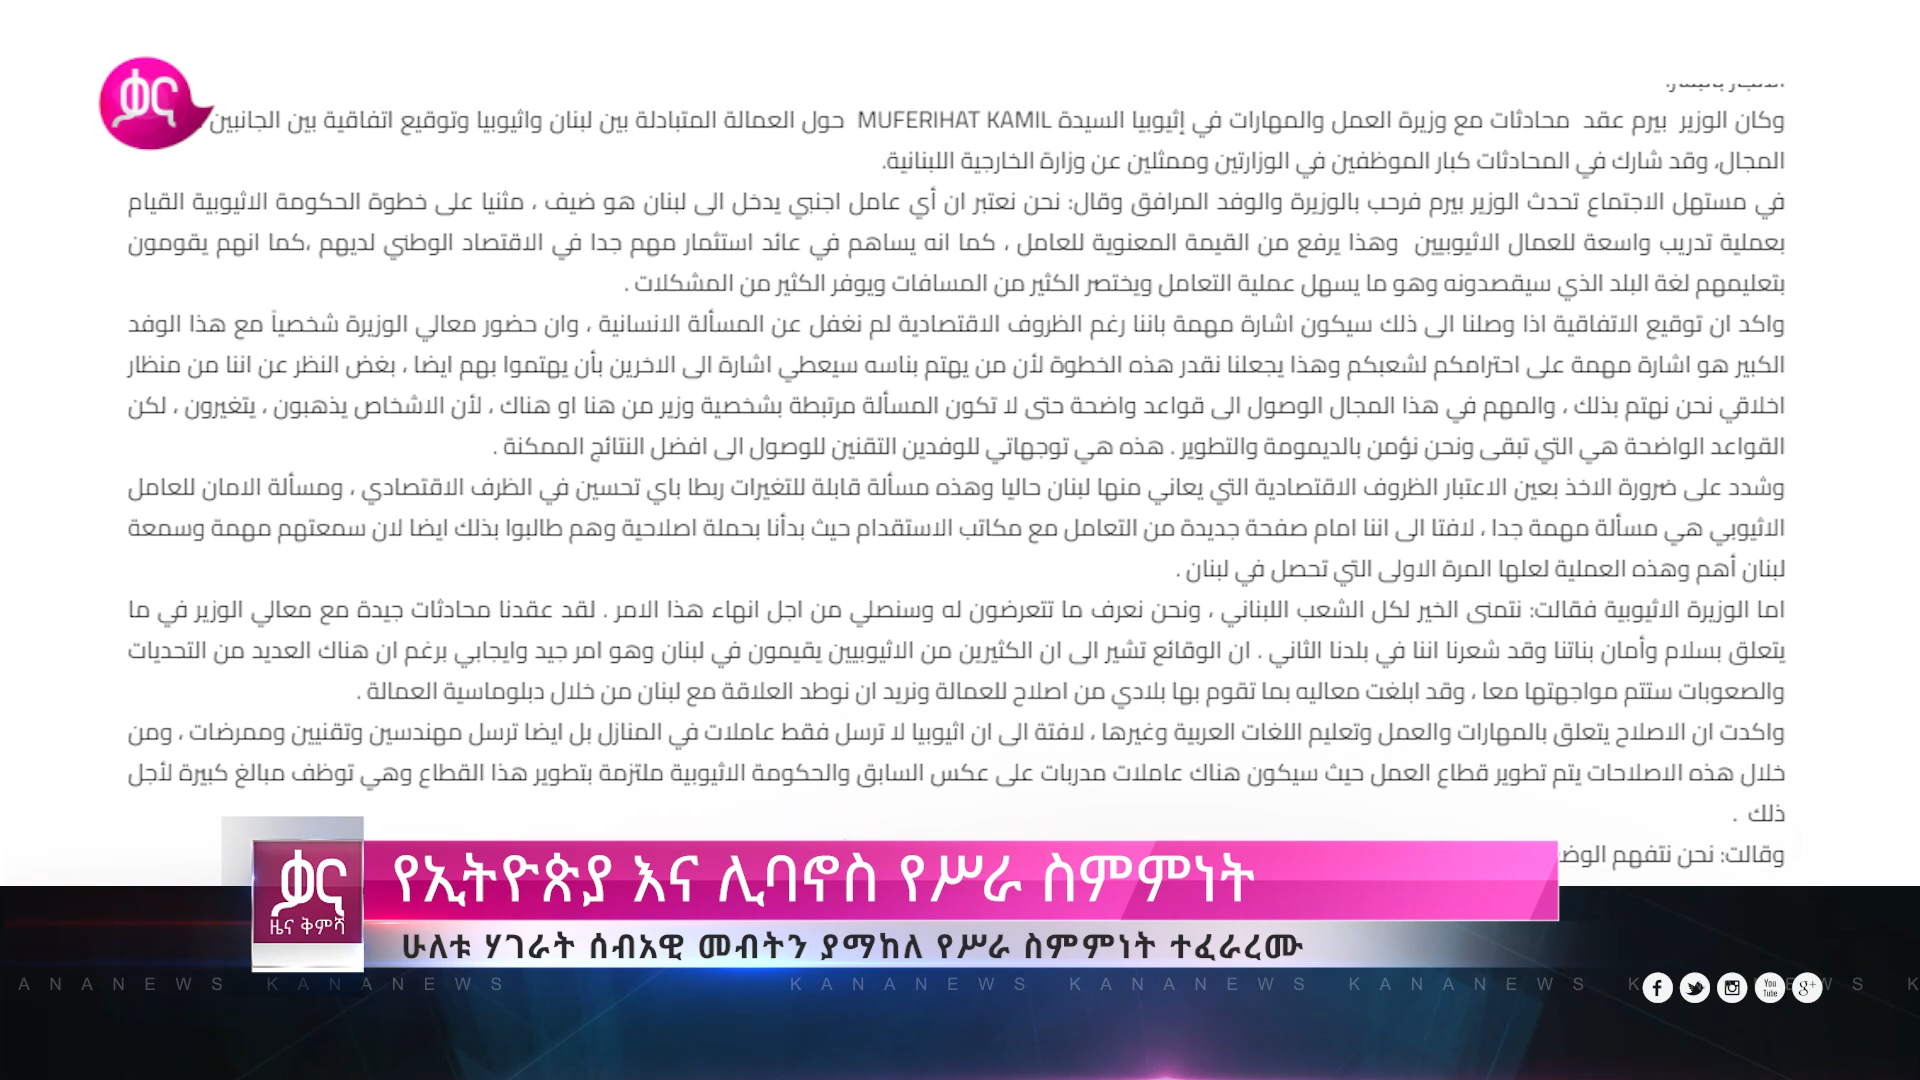 ቃና
وكان الوزير بيرم عقد محادثات مع وزيرة العمل والمهارات في إثيوبيا السيدة MUFERIHAT KAMIL حول العمالة المتبادلة بين لبنان واثيوبيا وتوقيع اتفاقية بين الجانبين
المجال، وقد شارك في المحادثات كبار الموظفين في الوزارتين وممثلين عن وزارة الخارجية اللبنانية.
في مستهل الاجتماع تحدث الوزير بيرم فرحب بالوزيرة والوفد المرافق وقال: نحن نعتبر ان أي عامل اجنبي يدخل الى لبنان هو ضيف ، مثنيا على خطوة الحكومة الاثيوبية القيام
بعملية تدريب واسعة للعمال الاثيوبيين وهذا يرفع من القيمة المعنوية للعامل ، كما انه يساهم في عائد استثمار مهم جدا في الاقتصاد الوطني لديهم ،كما انهم يقومون
بتعليمهم لغة البلد الذي سيقصدونه وهو ما يسهل عملية التعامل ويختصر الكثير من المسافات ويوفر الكثير من المشكلات .
واكد ان توقيع الاتفاقية اذا وصلنا الى ذلك سيكون اشارة مهمة باننا رغم الظروف الاقتصادية لم نغفل عن المسألة الانسانية ، وان حضور معالي الوزيرة شخصياً مع هذا الوفد
الكبير هو اشارة مهمة على احترامكم لشعبكم وهذا يجعلنا نقدر هذه الخطوة لأن من يهتم بناسه سيعطي اشارة الى الاخرين بأن يهتموا بهم ايضا ، بغض النظر عن اننا من منظار
اخلاقي نحن نهتم بذلك ، والمهم في هذا المجال الوصول الى قواعد واضحة حتى لا تكون المسألة مرتبطة بشخصية وزير من هنا او هناك ، لأن الاشخاص يذهبون ، يتغيرون ، لكن
القواعد الواضحة هي التي تبقى ونحن نؤمن بالديمومة والتطوير . هذه هي توجهاتي للوفدين التقنين للوصول الى افضل النتائج الممكنة .
وشدد على ضرورة الاخذ بعين الاعتبار الظروف الاقتصادية التي يعاني منها لبنان حاليا وهذه مسألة قابلة للتغيرات ربطا باي تحسين في الظرف الاقتصادي ، ومسألة الامان للعامل
الاثيوبي هي مسألة مهمة جدا ، لافتا الى اننا امام صفحة جديدة من التعامل مع مكاتب الاستقدام حيث بدأنا بحملة اصلاحية وهم طالبوا بذلك ايضا لان سمعتهم مهمة وسمعة
لبنان أهم وهذه العملية لعلها المرة الاولى التي تحصل في لبنان .
اما الوزيرة الاثيوبية فقالت: نتمنى الخير لكل الشعب اللبناني ، ونحن نعرف ما تتعرضون له وسنصلي من اجل انهاء هذا الامر . لقد عقدنا محادثات جيدة مع معالي الوزير في ما
يتعلق بسلام وأمان بناتنا وقد شعرنا اننا في بلدنا الثاني . ان الوقائع تشير الى ان الكثيرين من الاثيوبيين يقيمون في لبنان وهو امر جيد وايجابي برغم ان هناك العديد من التحديات
والصعوبات ستتم مواجهتها معا ، وقد ابلغت معاليه بما تقوم بها بلادي من اصلاح للعمالة ونريد ان نوطد العلاقة مع لبنان من خلال دبلوماسية العمالة .
واكدت ان الاصلاح يتعلق بالمهارات والعمل وتعليم اللغات العربية وغيرها ، لافتة الى ان اثيوبيا لا ترسل فقط عاملات في المنازل بل ايضا ترسل مهندسين وتقنيين وممرضات ، ومن
خلال هذه الاصلاحات يتم تطوير قطاع العمل حيث سيكون هناك عاملات مدربات على عكس السابق والحكومة الاثيوبية ملتزمة بتطوير هذا القطاع وهي توظف مبالغ كبيرة لأجل
ذلك .
وقالت: نحن نتفهم
ቃና
ዜና ቅምሻ
የኢትዮጵያ እና ሊባኖስ የሥራ ስምምነት
ሁለቱ ሃገራት ሰብአዊ መብትን ያማከለ የሥራ ስምምነት ተፈራረሙ
ANANEWS KANANEWS KANANEWS KANANEWS KANANEWS K
You Tube
g+